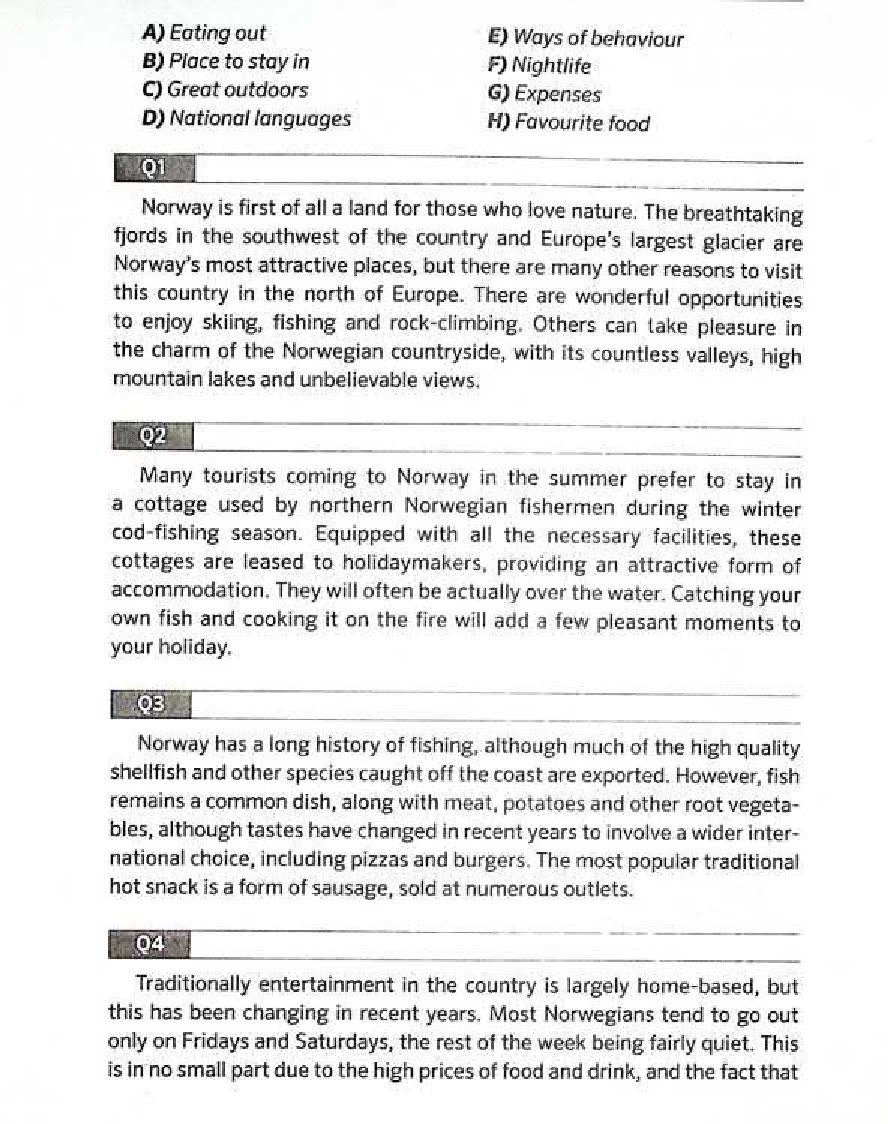 A) Eating out
B) Place to stay in
C) Great outdoors
D) National languages
E) Ways of behaviour
F) Nightlife
G) Expenses
H) Favourite food
Q1
Norway is first of all a land for those who love nature. The breathtaking
fjords in the southwest of the country and Europe's largest glacier are
Norway's most attractive places, but there are many other reasons to visit
this country in the north of Europe. There are wonderful opportunities
to enjoy skiing, fishing and rock-climbing. Others can take pleasure in
the charm of the Norwegian countryside, with its countless valleys, high
mountain lakes and unbelievable views.
Q2
Many tourists coming to Norway in the summer prefer to stay in
a cottage used by northern Norwegian fishermen during the winter
cod-fishing season. Equipped with all the necessary facilities, these
cottages are leased to holidaymakers, providing an attractive form of
accommodation. They will often be actually over the water. Catching your
own fish and cooking it on the fire will add a few pleasant moments to
your holiday.
Q3
Norway has a long history of fishing, although much of the high quality
shellfish and other species caught off the coast are exported. However, fish
remains a common dish, along with meat, potatoes and other root vegeta-
bles, although tastes have changed in recent years to involve a wider inter-
national choice, including pizzas and burgers. The most popular traditional
hot snack is a form of sausage, sold at numerous outlets.
Q4
Traditionally entertainment in the country is largely home-based, but
this has been changing in recent years. Most Norwegians tend to go out
only on Fridays and Saturdays, the rest of the week being fairly quiet. This
is in no small part due to the high prices of food and drink, and the fact that